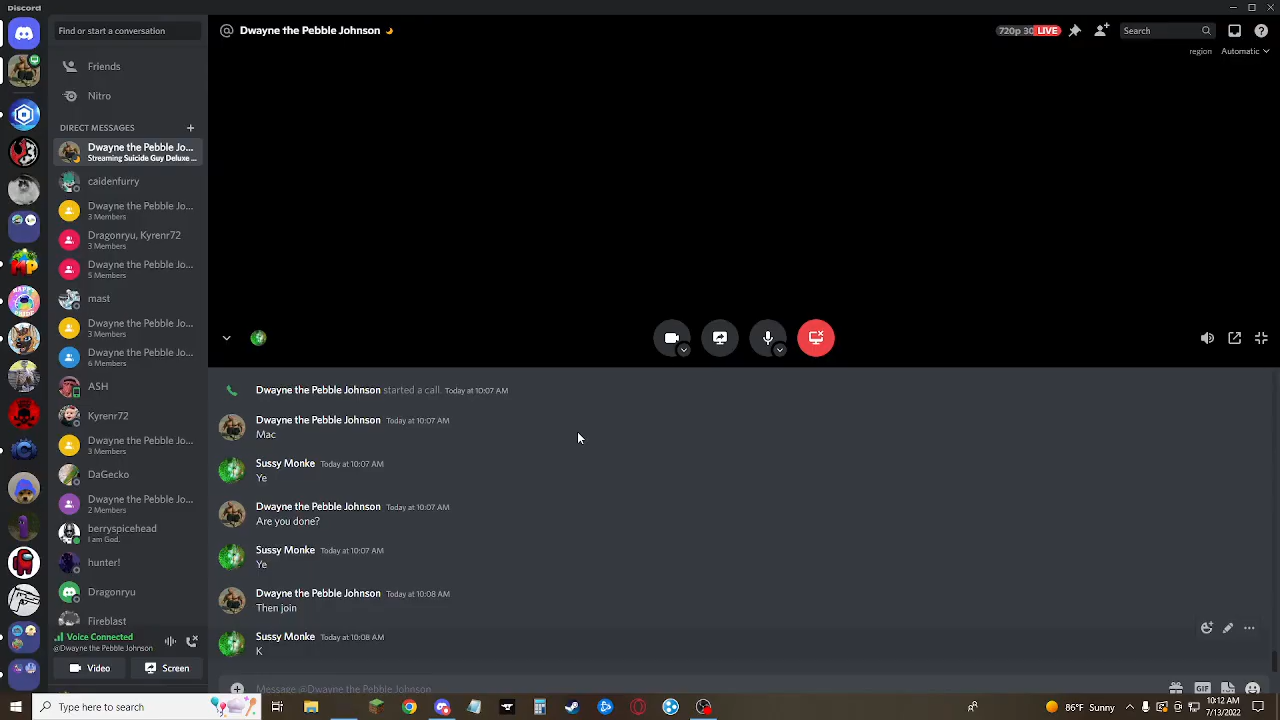 Discord
Find or start a conversation
Dwayne the Pebble Johnson
720p 30 LIVE
Search
region Automatic
Friends
Nitro
DIRECT MESSAGES
Dwayne the Pebble Jo...
Streaming Suicide Guy Deluxe ...
caidenfurry
Dwayne the Pebble Jo...
3 Members
Dragonryu, Kyrenr72
3 Members
Dwayne the Pebble Jo...
5 Members
mast
Dwayne the Pebble Jo...
3 Members
Dwayne the Pebble Jo...
6 Members
ASH
Kyrenr72
Dwayne the Pebble Jo...
3 Members
DaGecko
Dwayne the Pebble Jo...
2 Members
berryspicehead
I am God.
hunter!
Dragonryu
Fireblast
Voice Connected
@Dwayne the Pebble Johnson
Video
Screen
Dwayne the Pebble Johnson started a call. Today at 10:07 AM
Dwayne the Pebble Johnson Today at 10:07 AM
Mac
Sussy Monke Today at 10:07 AM
Ye
Dwayne the Pebble Johnson Today at 10:07 AM
Are you done?
Sussy Monke Today at 10:07 AM
Ye
Dwayne the Pebble Johnson Today at 10:08 AM
Then join
Sussy Monke Today at 10:08 AM
K
Message @Dwayne the Pebble Johnson
GIF
Type here to search
86°F Sunny
10:12 AM
7/13/2022